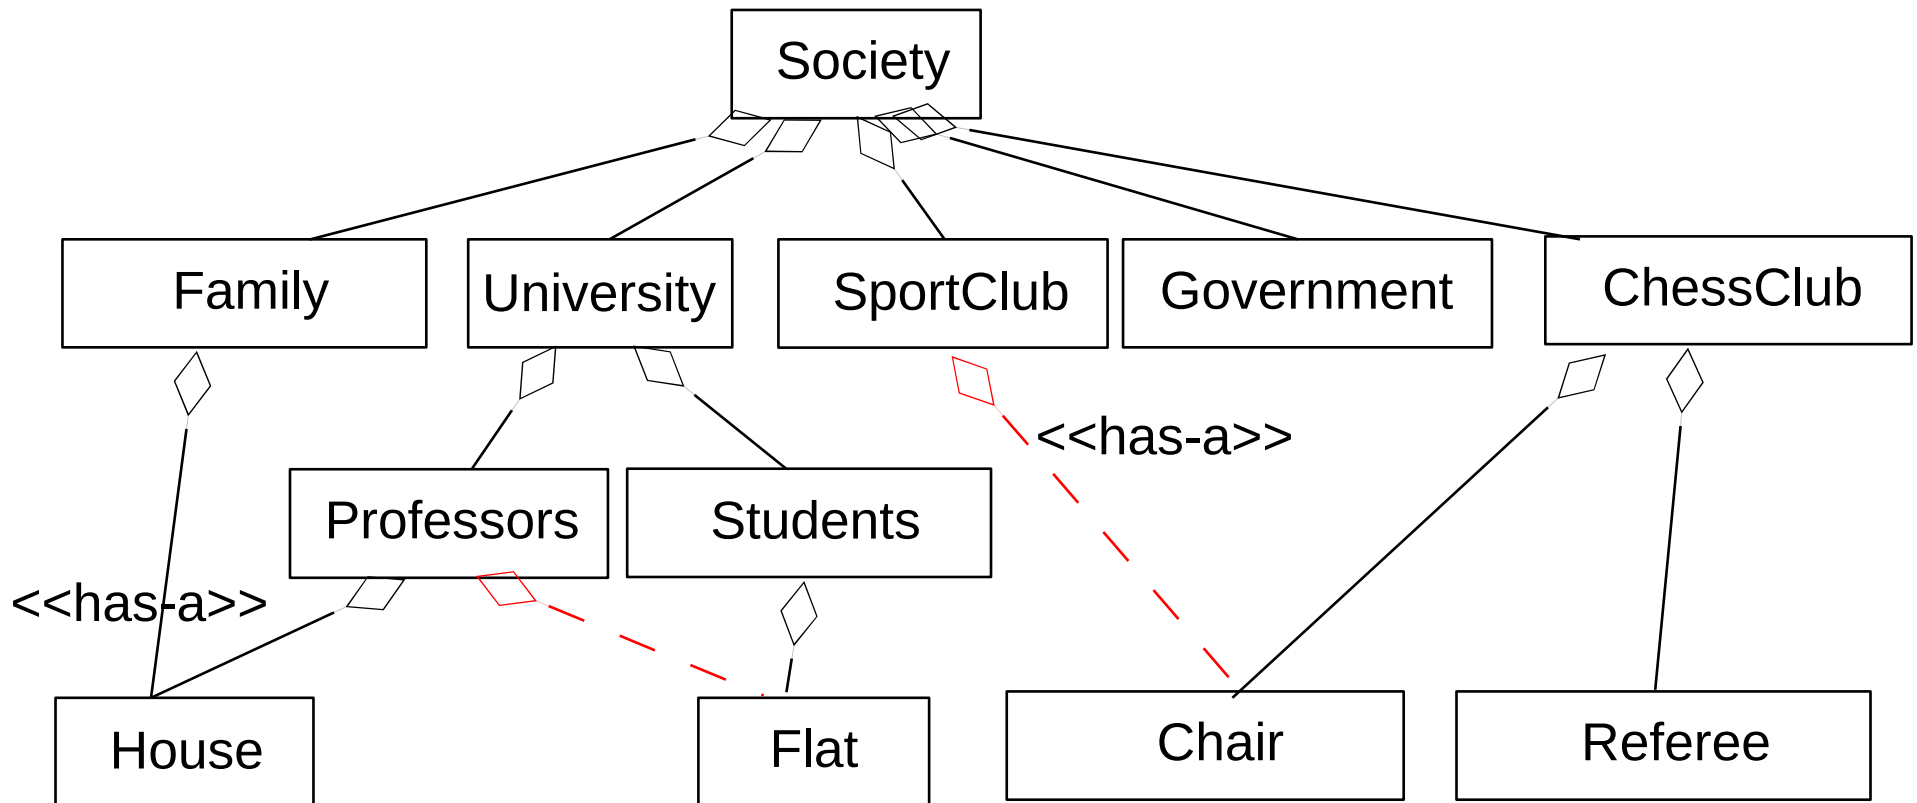 Society
Family
University
SportClub
Government
ChessClub
<<has-a>>
Professors
Students
<<has-a>>
House
Flat
Chair
Referee